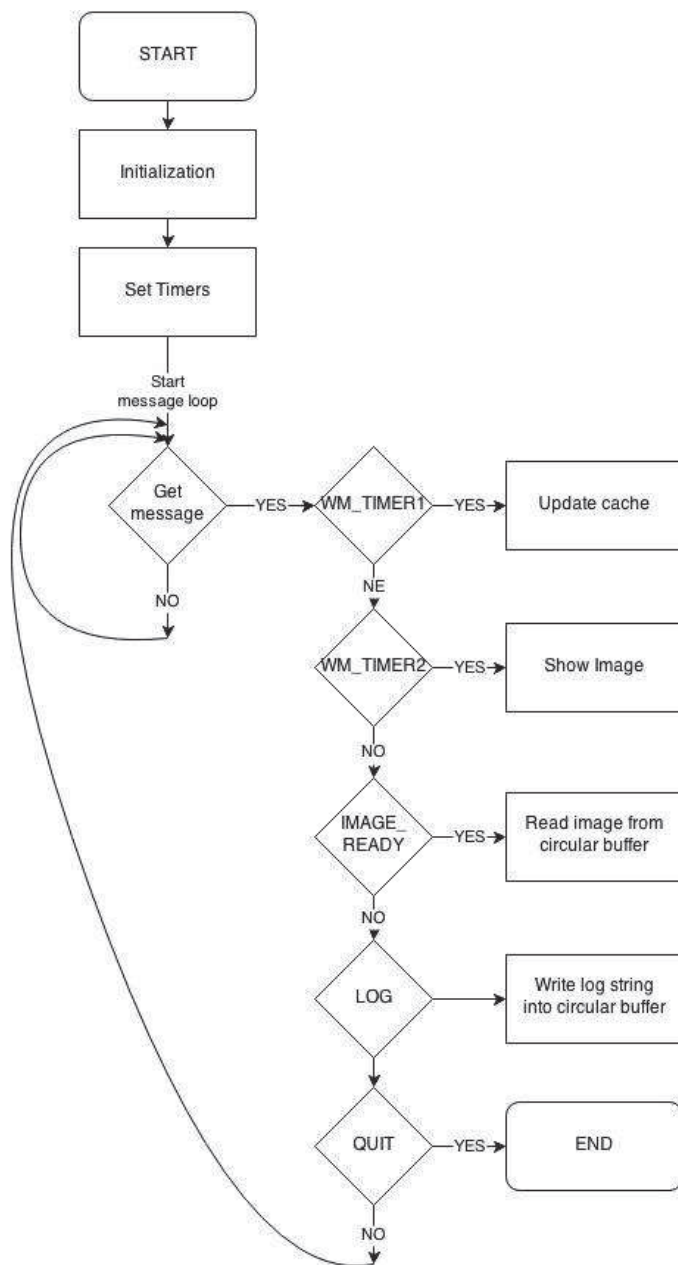 START
Initialization
Set Timers
Start
message loop
Get
message
YES
WM_TIMER1
YES
Update cache
NO
NE
WM_TIMER2
YES
Show Image
NO
IMAGE_
READY
YES
Read image from
circular buffer
NO
LOG
Write log string
into circular buffer
QUIT
YES
END
NO